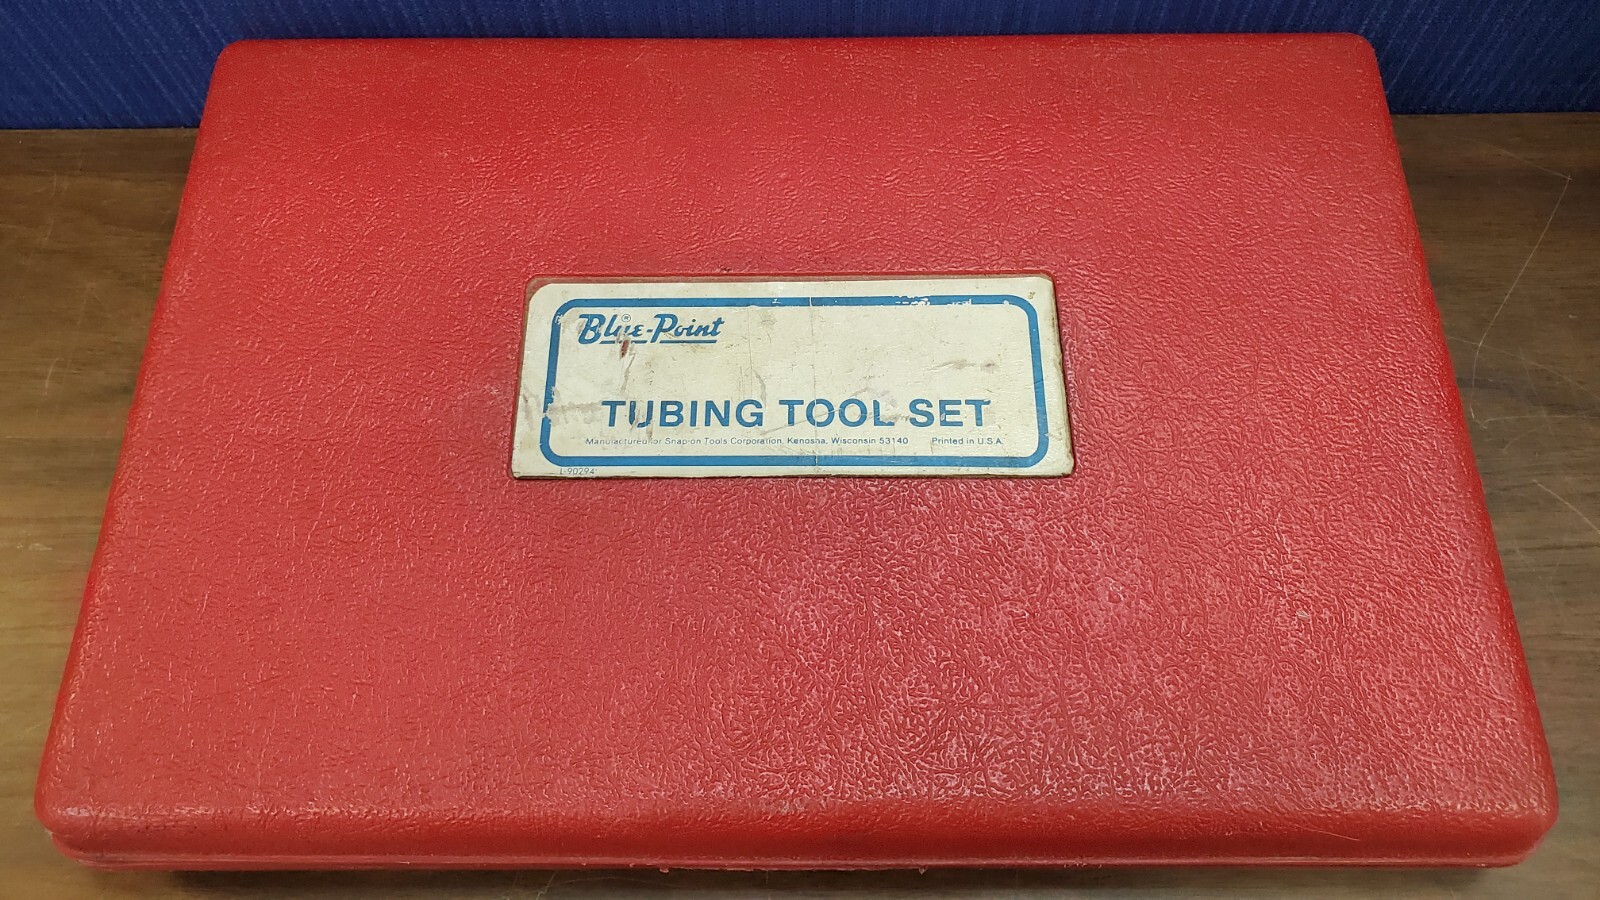 Blue-Point®
TUBING TOOL SET
Manufactured for Snap-on Tools Corporation, Kenosha, Wisconsin 53140 Printed in U.S.A.
L-90294